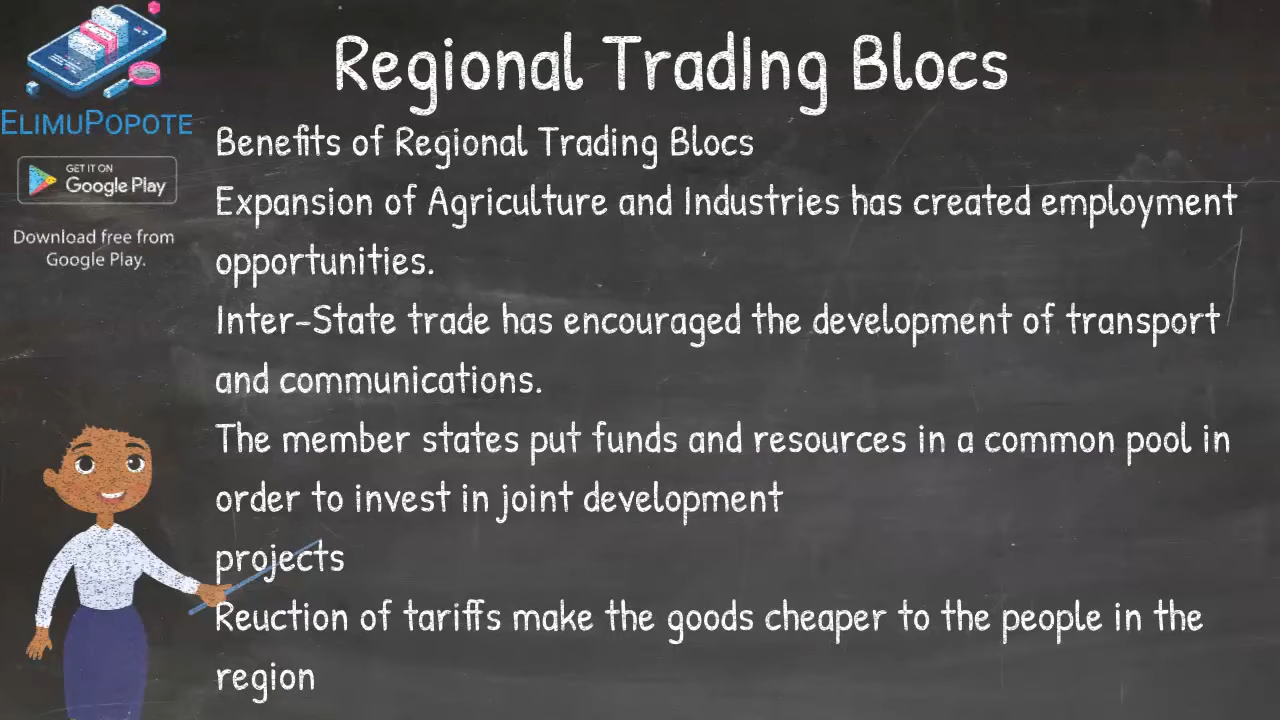 Regional TradIng Blocs
ELIMUPOPOTE
GET IT ON
Google Play
Download free from
Google Play.
Benefits of Regional Trading Blocs
Expansion of Agriculture and Industries has created employment
opportunities.
Inter-State trade has encouraged the development of transport
and communications.
The member states put funds and resources in a common pool in
order to invest in joint development
projects
Reuction of tariffs make the goods cheaper to the people in the
region